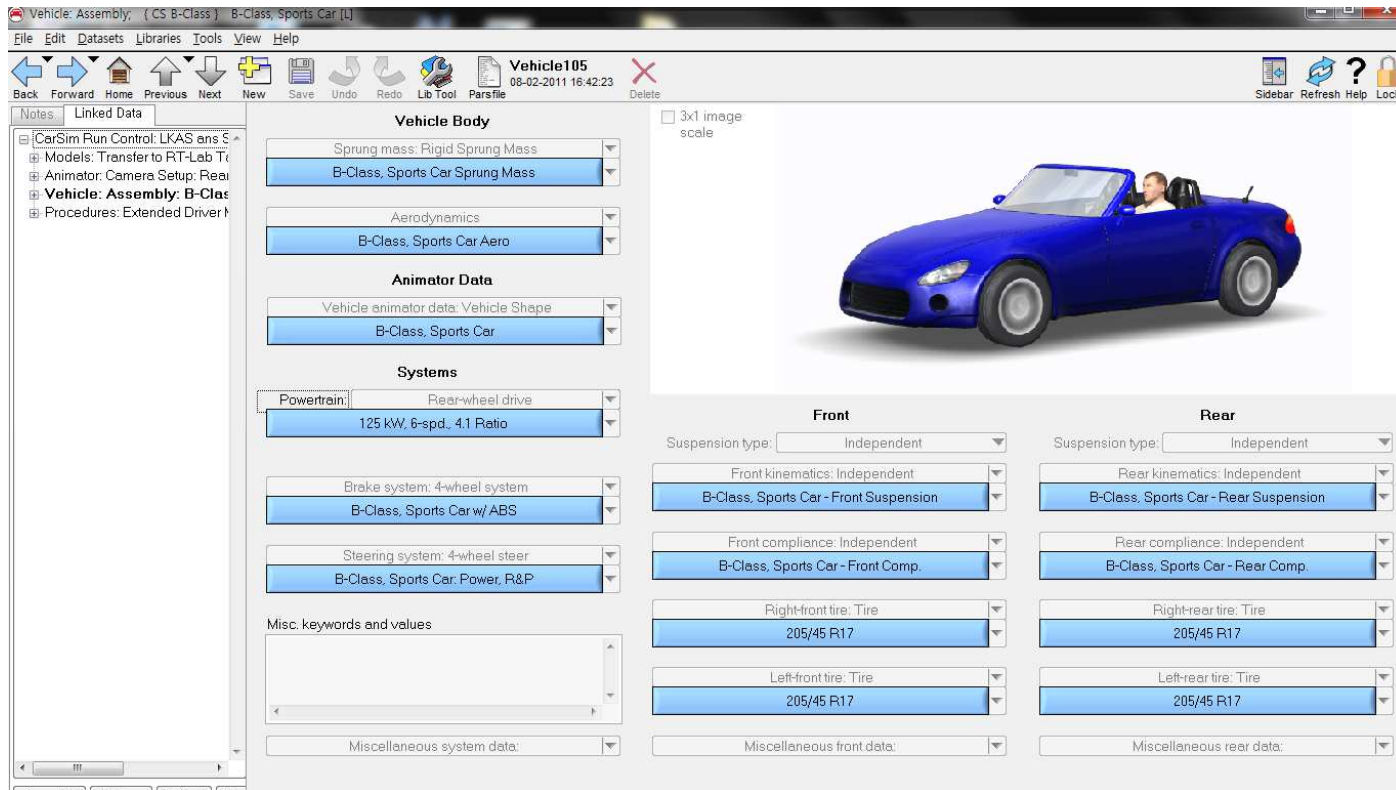 Vehicle: Assembly; { CS B-Class } B-Class, Sports Car [L]
File Edit Datasets Libraries Tools View Help
Vehicle105
08-02-2011 16:42:23
Back Forward Home Previous Next New Save Undo Redo Lib Tool Parsfile Delete Sidebar Refresh Help Loc
Notes Linked Data
CarSim Run Control: LKAS ans S
Models: Transfer to RT-Lab Ta
Animator: Camera Setup: Rear
Vehicle: Assembly: B-Clas
Procedures: Extended Driver M
Vehicle Body
Sprung mass: Rigid Sprung Mass
B-Class, Sports Car Sprung Mass
Aerodynamics
B-Class, Sports Car Aero
Animator Data
Vehicle animator data: Vehicle Shape
B-Class, Sports Car
Systems
Powertrain: Rear-wheel drive
125 kW, 6-spd., 4.1 Ratio
Brake system: 4-wheel system
B-Class, Sports Car w/ ABS
Steering system: 4-wheel steer
B-Class, Sports Car: Power, R&P
Misc. keywords and values
Miscellaneous system data:
3x1 image
scale
Front
Suspension type: Independent
Front kinematics: Independent
B-Class, Sports Car - Front Suspension
Front compliance: Independent
B-Class, Sports Car - Front Comp.
Right-front tire: Tire
205/45 R17
Left-front tire: Tire
205/45 R17
Miscellaneous front data:
Rear
Suspension type: Independent
Rear kinematics: Independent
B-Class, Sports Car - Rear Suspension
Rear compliance: Independent
B-Class, Sports Car - Rear Comp.
Right-rear tire: Tire
205/45 R17
Left-rear tire: Tire
205/45 R17
Miscellaneous rear data: